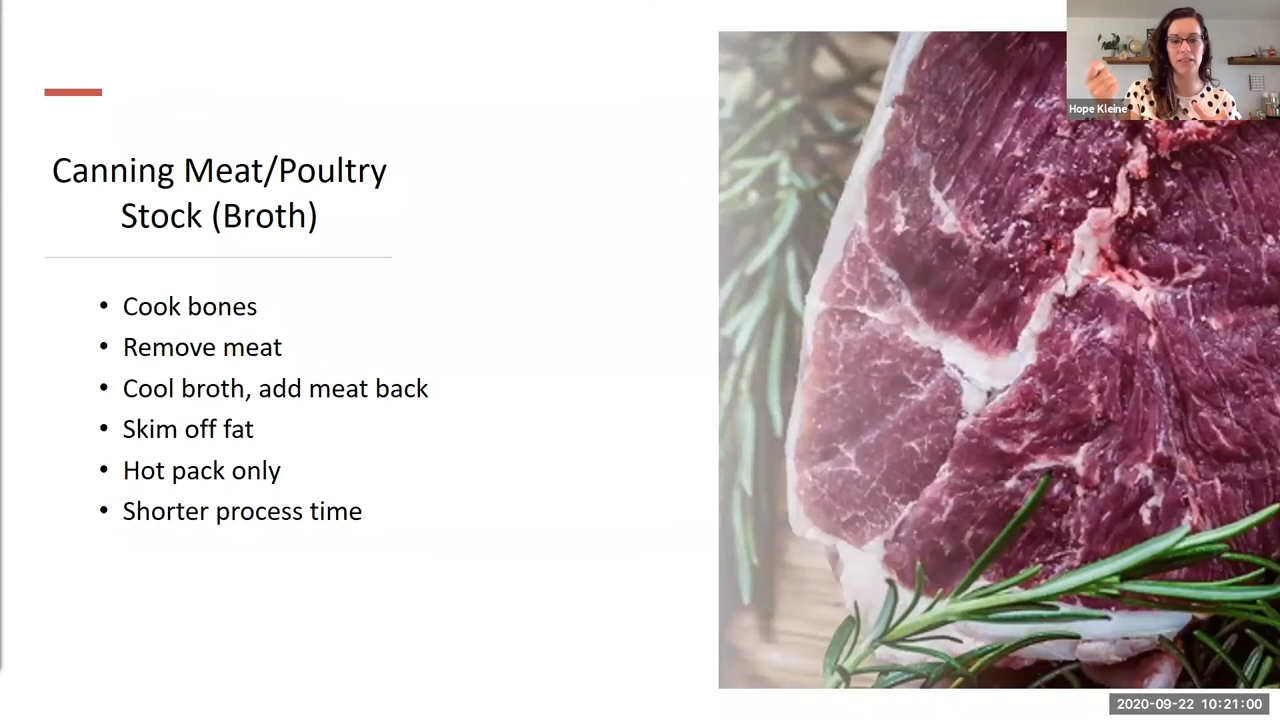 Hope Kleine
Canning Meat/Poultry
Stock (Broth)
• Cook bones
• Remove meat
• Cool broth, add meat back
• Skim off fat
• Hot pack only
• Shorter process time
2020-09-22 10:21:00